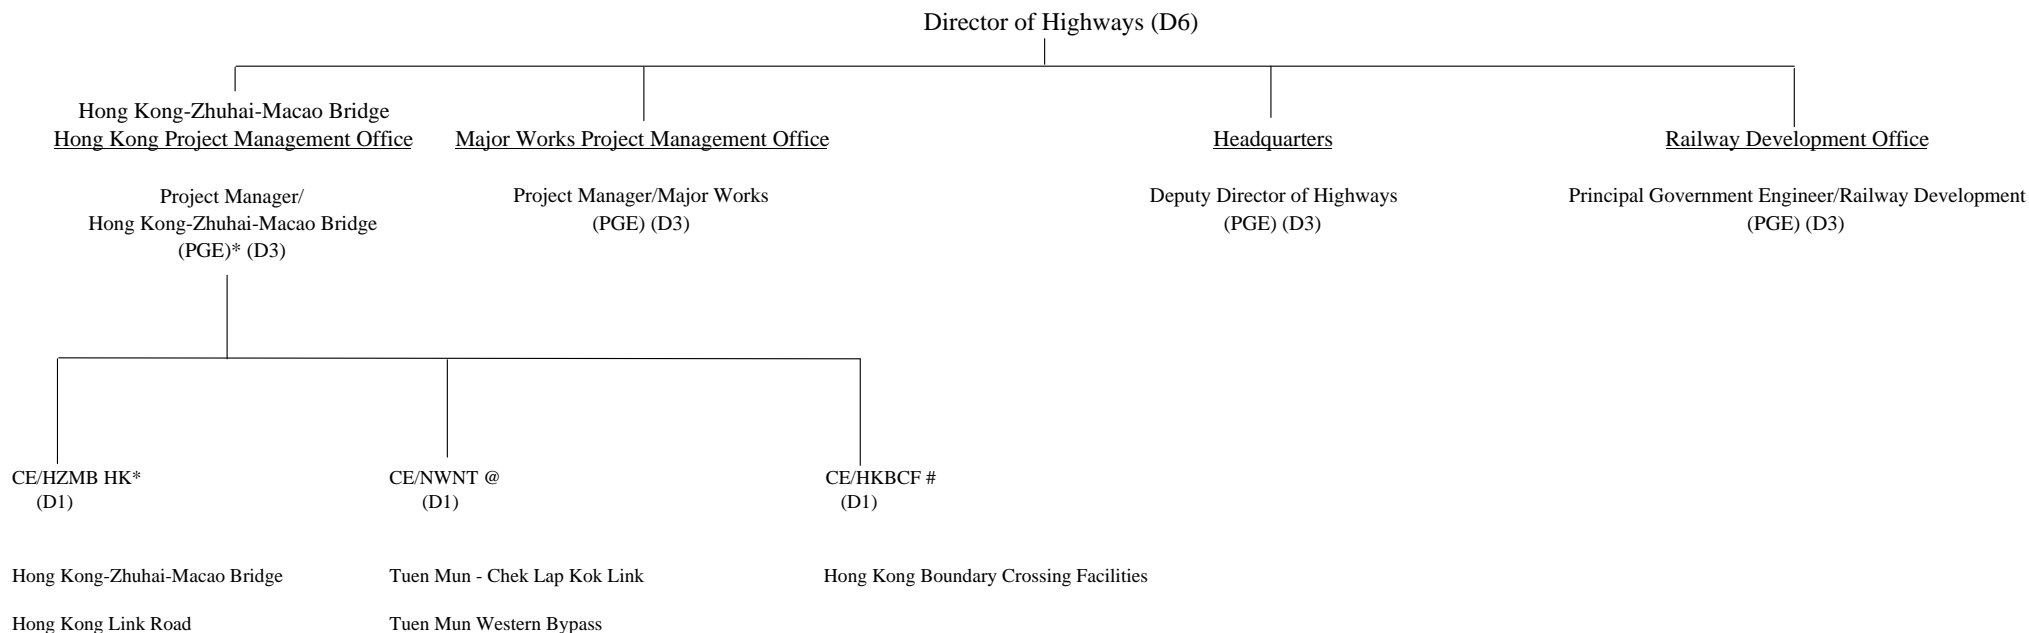 Director of Highways (D6)
Hong Kong-Zhuhai-Macao Bridge
Hong Kong Project Management Office
Project Manager/
Hong Kong-Zhuhai-Macao Bridge
(PGE)* (D3)
Major Works Project Management Office
Project Manager/Major Works
(PGE) (D3)
Headquarters
Deputy Director of Highways
(PGE) (D3)
Railway Development Office
Principal Government Engineer/Railway Development
(PGE) (D3)
CE/HZMB HK*
(D1)
Hong Kong-Zhuhai-Macao Bridge
Hong Kong Link Road
CE/NWNT @
(D1)
Tuen Mun - Chek Lap Kok Link
Tuen Mun Western Bypass
CE/HKBCF #
(D1)
Hong Kong Boundary Crossing Facilities